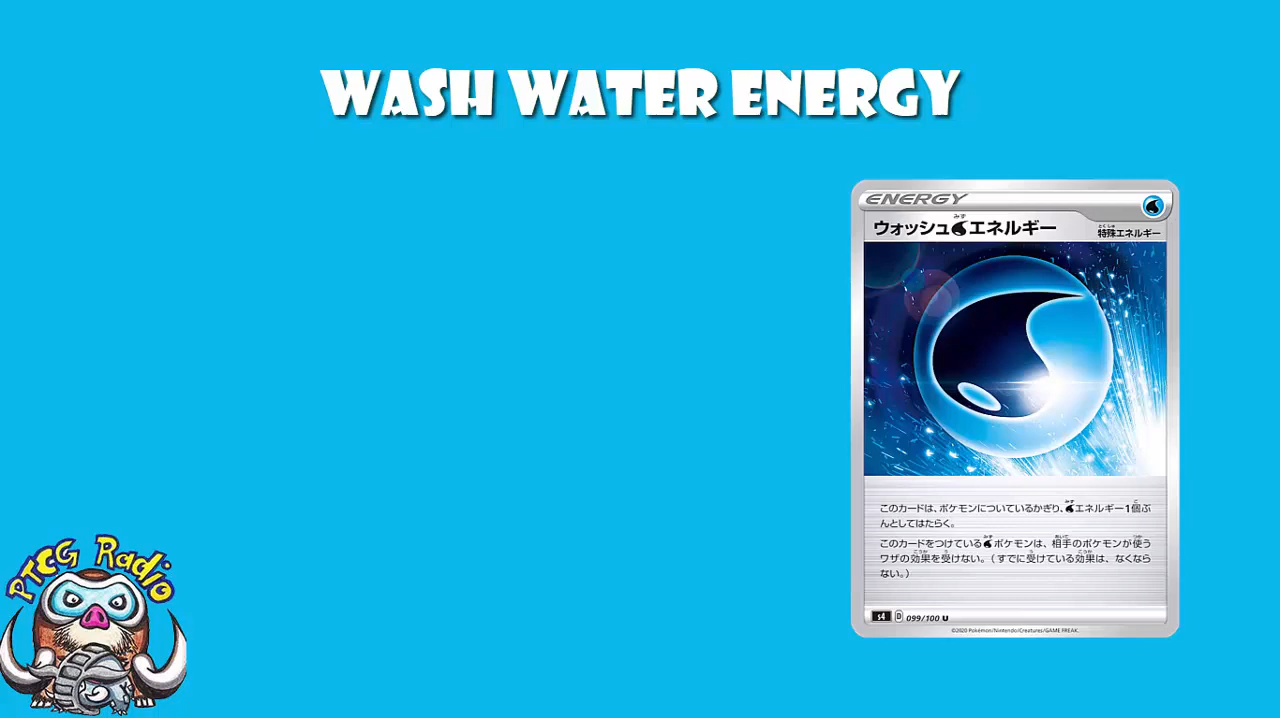 WASH WATER ENERGY
ENERGY
ウォッシュエネルギー
みず
特殊エネルギー
とくしゅ
このカードは、ポケモンについているかぎり、エネルギー1個ぶ
んとしてはたらく。
このカードをつけているポケモンは、相手のポケモンが使う
ワザの効果を受けない。(すでに受けている効果は、なくなら
ない。)
s4 D 099/100 U
©2020 Pokémon/Nintendo/Creatures/GAME FREAK.
PTCG Radio